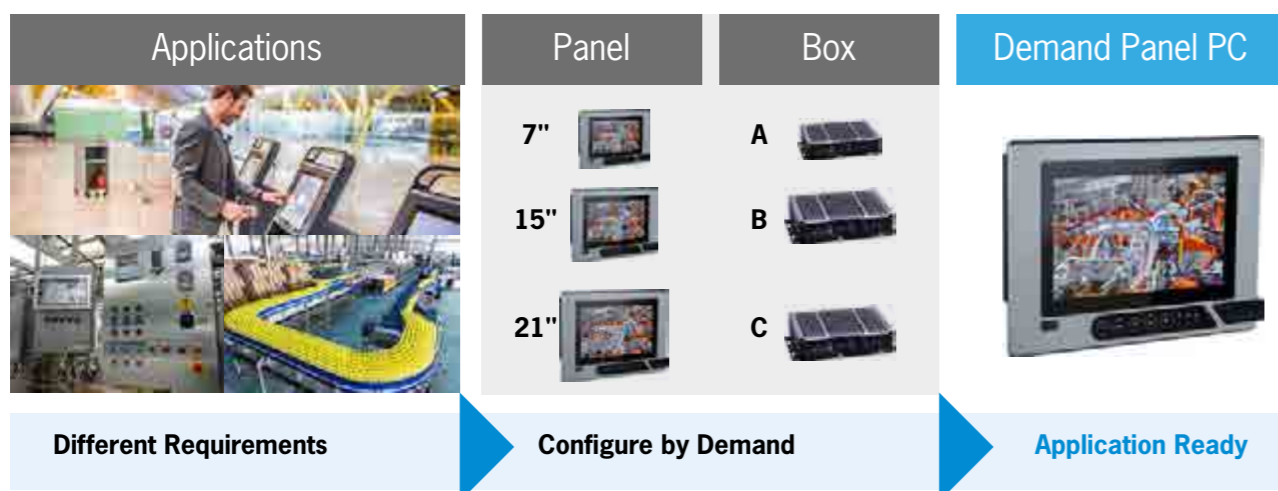 Applications
Panel
Box
Demand Panel PC
7"
A
15"
B
21"
C
Different Requirements
Configure by Demand
Application Ready